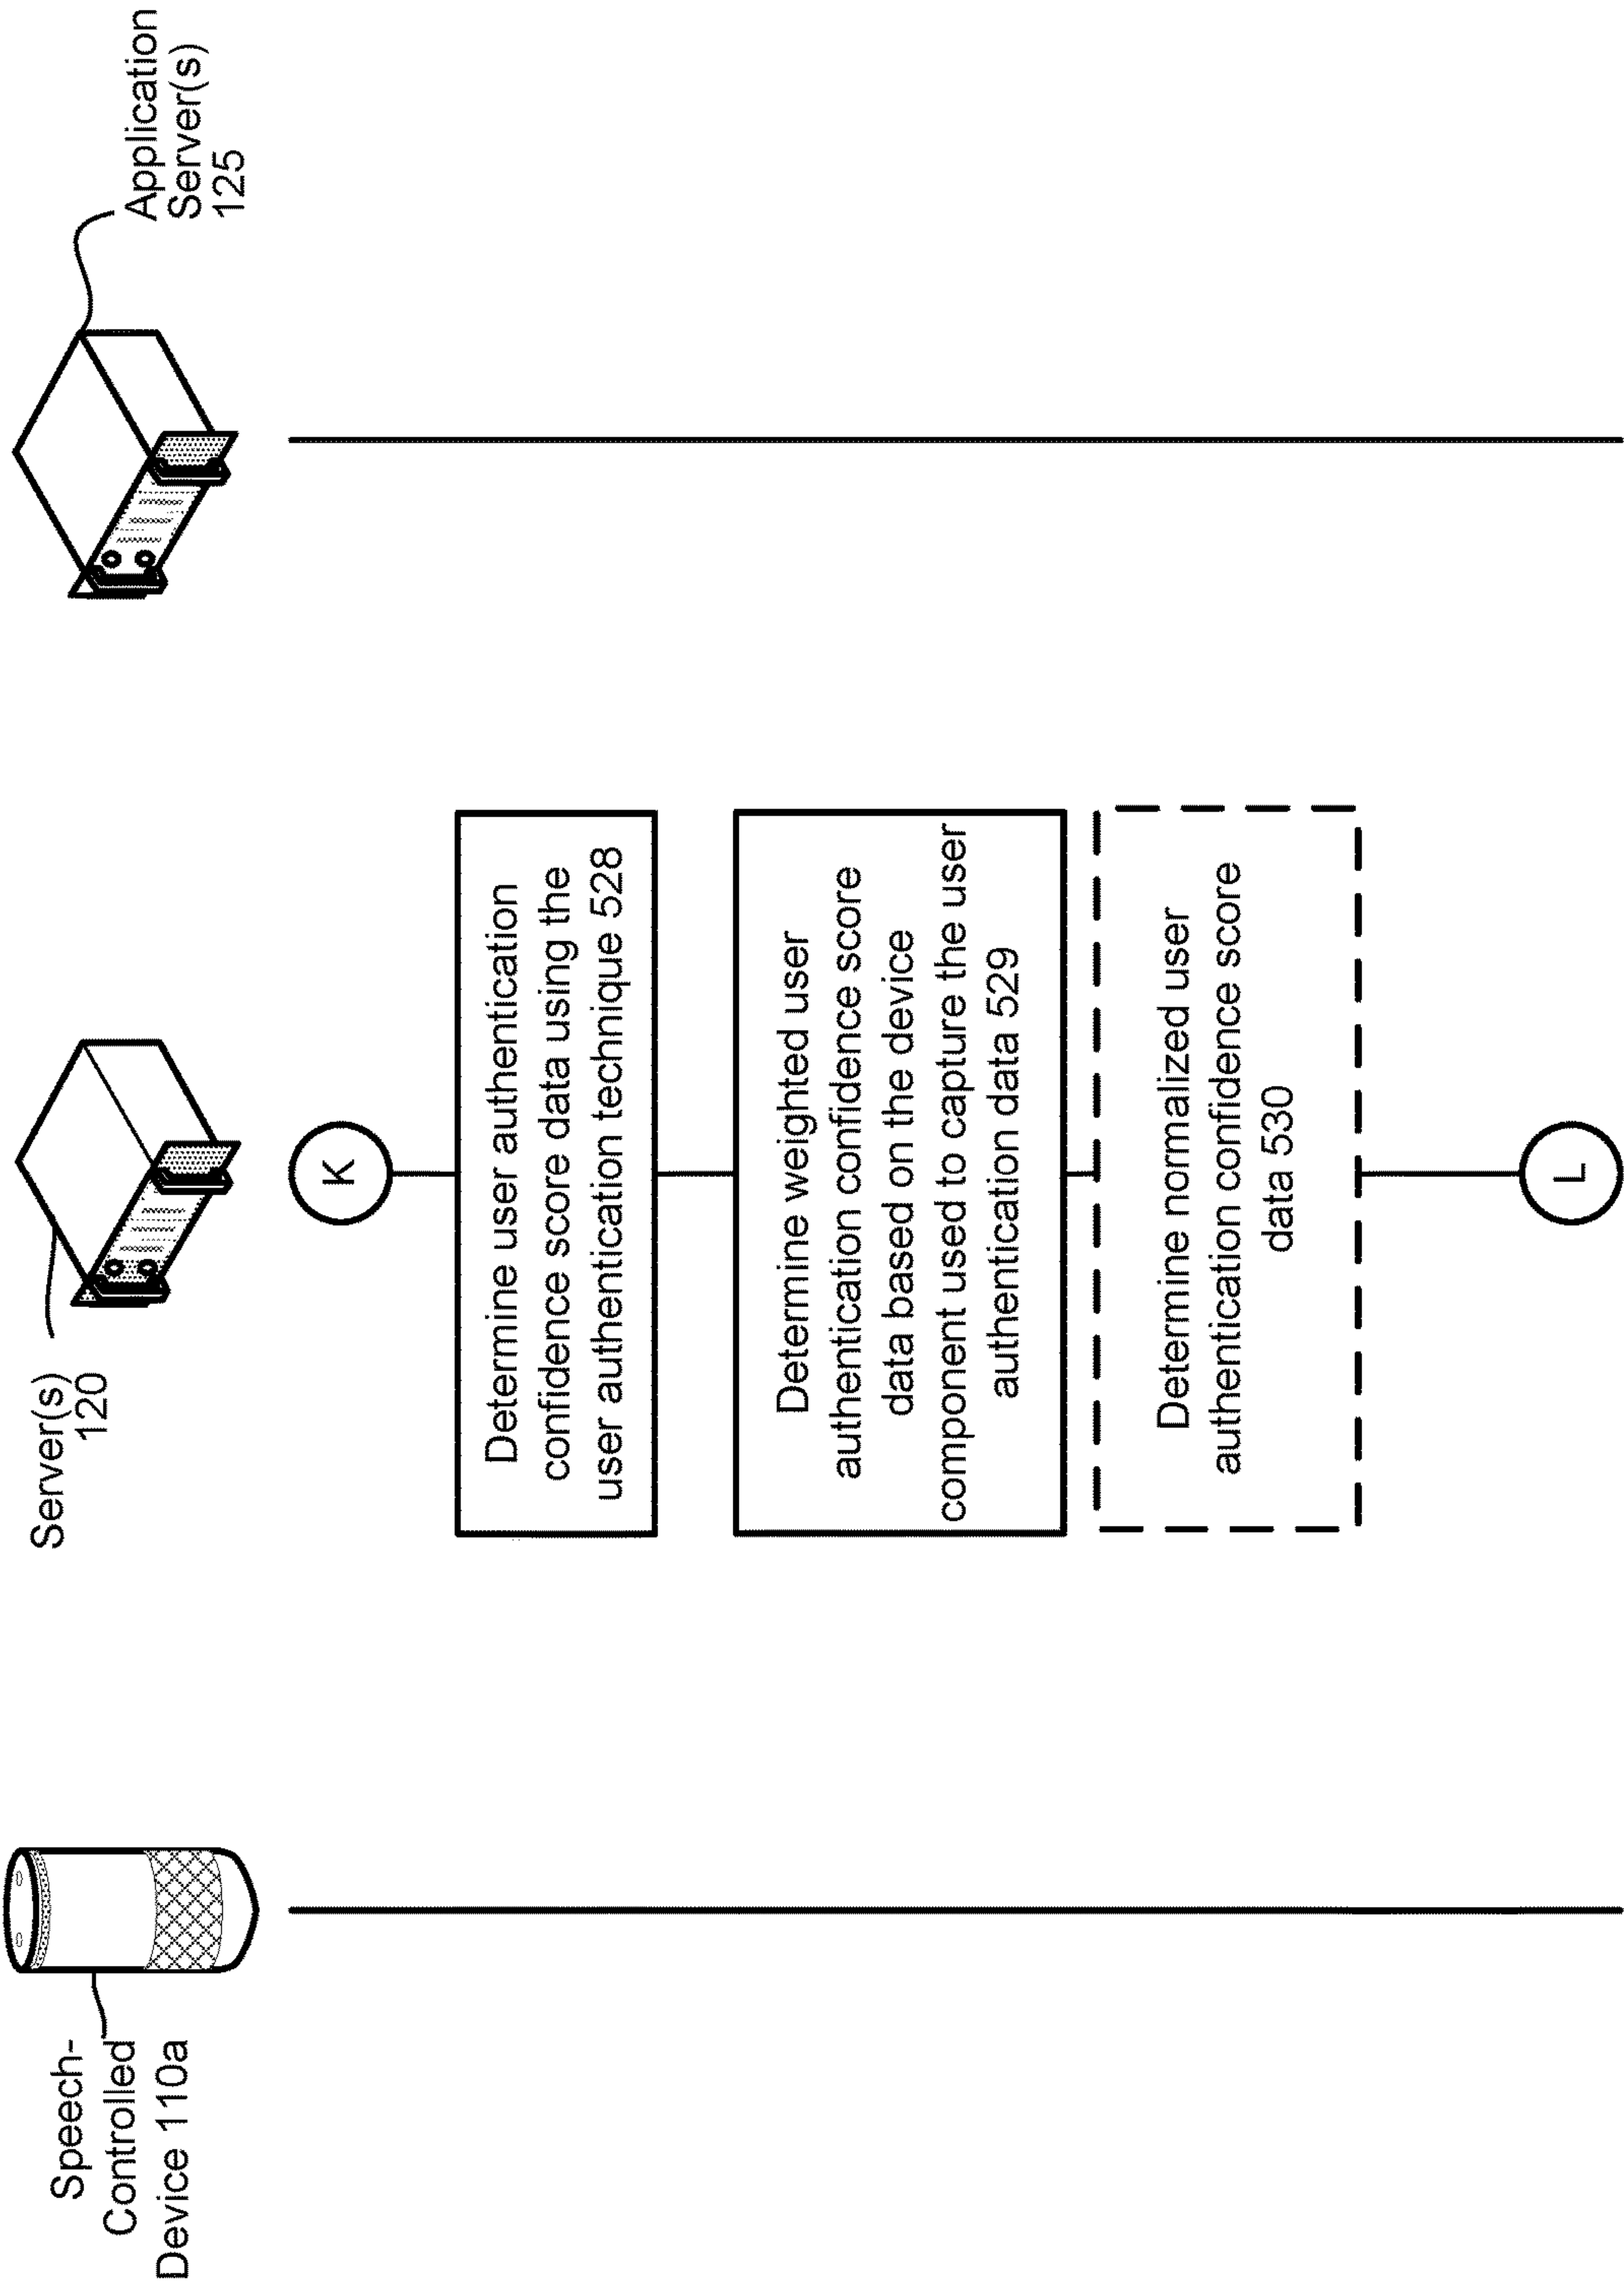 Speech-
Controlled
Device 110a
Server(s)
120
Application
Server(s)
125
K
Determine user authentication
confidence score data using the
user authentication technique 528
Determine weighted user
authentication confidence score
data based on the device
component used to capture the user
authentication data 529
Determine normalized user
authentication confidence score
data 530
L